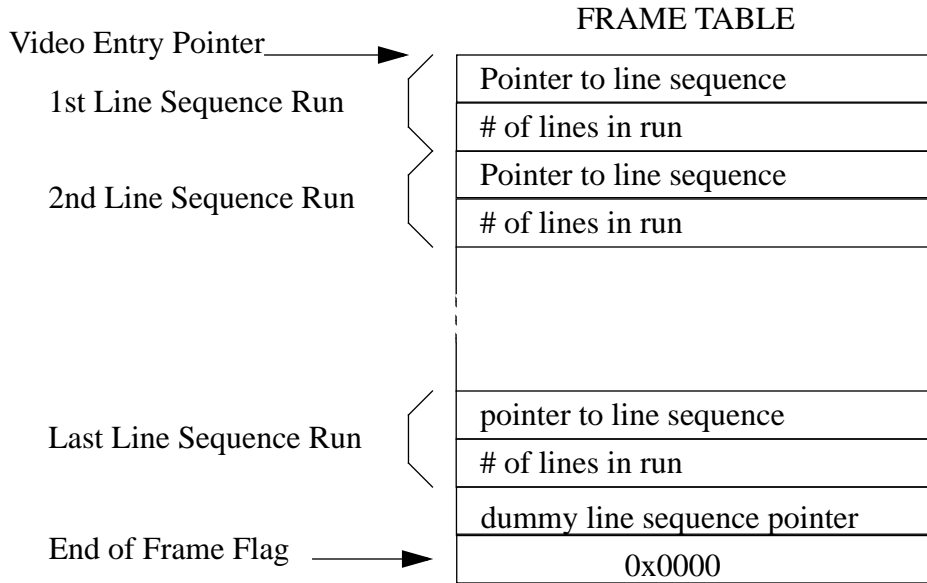 FRAME TABLE
Video Entry Pointer
Pointer to line sequence
1st Line Sequence Run
# of lines in run
Pointer to line sequence
2nd Line Sequence Run
# of lines in run
pointer to line sequence
Last Line Sequence Run
# of lines in run
dummy line sequence pointer
End of Frame Flag
0x0000